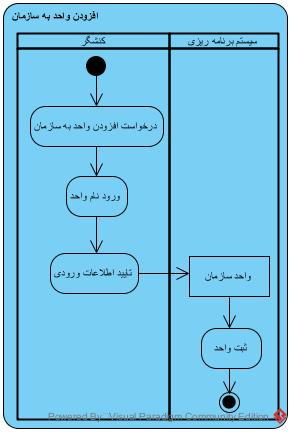 افزودن واحد به سازمان
کنشگر
سیستم برنامه ریزی
درخواست افزودن واحد به سازمان
ورود نام واحد
تایید اطلاعات ورودی
واحد سازمان
ثبت واحد
Powered By Visual Paradigm Community Edition